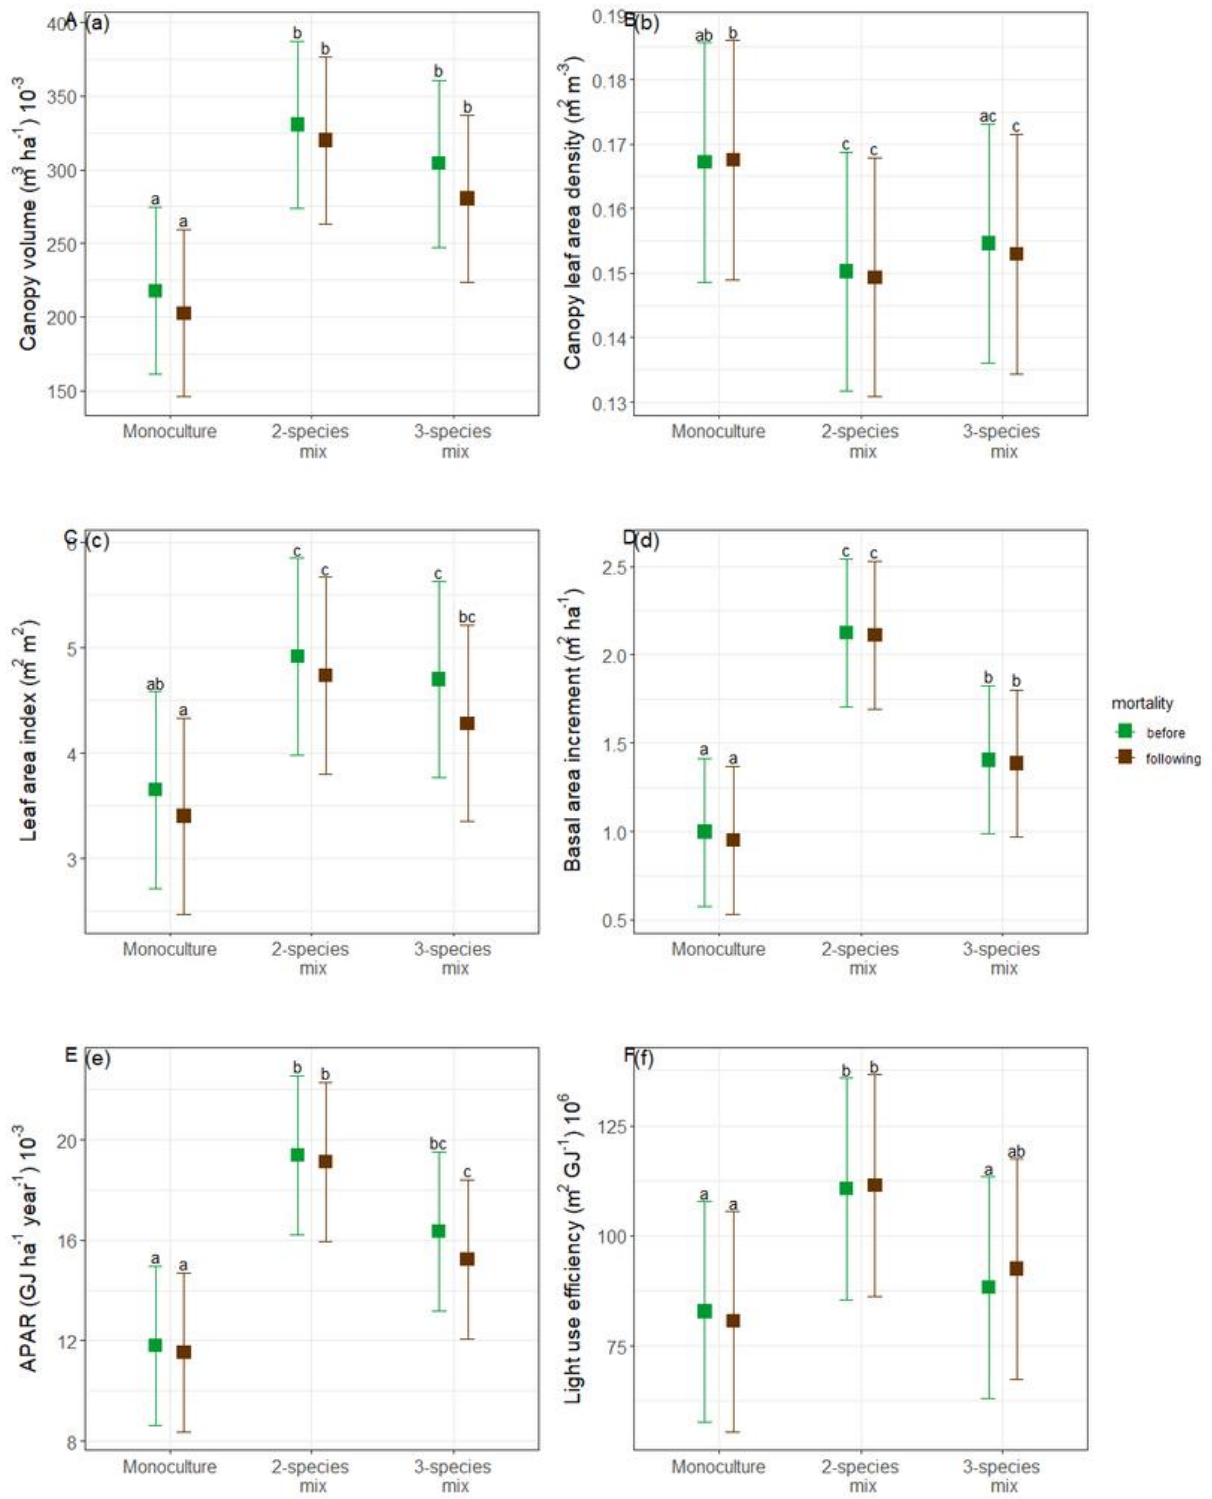 A (a)
400
350
300
250
200
150
Canopy volume (m³ ha⁻¹) 10⁻³
a
a
b
b
b
b
Monoculture
2-species
mix
3-species
mix
B (b)
0.19
0.18
0.17
0.16
0.15
0.14
0.13
Canopy leaf area density (m² m⁻³)
ab
b
c
c
ac
c
Monoculture
2-species
mix
3-species
mix
C (c)
6
5
4
3
Leaf area index (m² m²)
ab
a
c
c
c
bc
Monoculture
2-species
mix
3-species
mix
D (d)
2.5
2.0
1.5
1.0
0.5
Basal area increment (m² ha⁻¹)
a
a
c
c
b
b
Monoculture
2-species
mix
3-species
mix
mortality
before
following
E (e)
20
16
12
8
APAR (GJ ha⁻¹ year⁻¹) 10⁻³
a
a
b
b
bc
c
Monoculture
2-species
mix
3-species
mix
F (f)
125
100
75
Light use efficiency (m² GJ⁻¹) 10⁶
a
a
b
b
a
ab
Monoculture
2-species
mix
3-species
mix